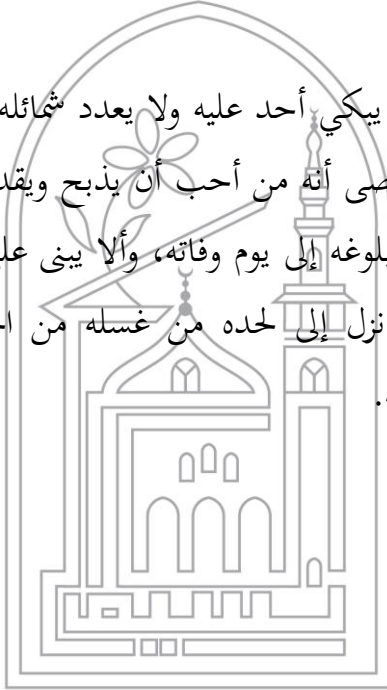 يبكي أحد عليه ولا يعدد شمائله
صى أنه من أحب أن يذبح ويقد
بلوغه إلى يوم وفاته، وألا يبنى علي
نزل إلى لحده من غسله من ا
.